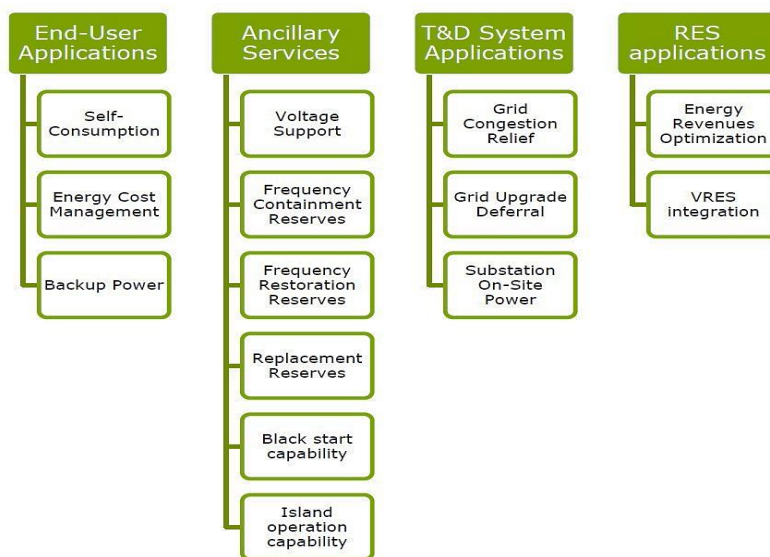 End-User
Applications
Self-
Consumption
Energy Cost
Management
Backup Power
Ancillary
Services
Voltage
Support
Frequency
Containment
Reserves
Frequency
Restoration
Reserves
Replacement
Reserves
Black start
capability
Island
operation
capability
T&D System
Applications
Grid
Congestion
Relief
Grid Upgrade
Deferral
Substation
On-Site
Power
RES
applications
Energy
Revenues
Optimization
VRES
integration